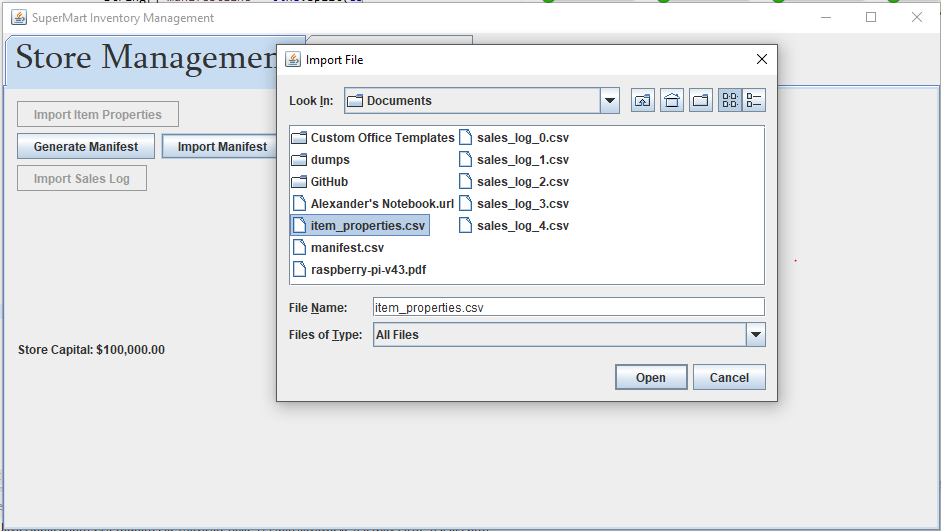 SuperMart Inventory Management
Store Managemen
Import Item Properties
Generate Manifest
Import Manifest
Import Sales Log
Store Capital: $100,000.00
Import File
Look In:
Documents
Custom Office Templates
dumps
GitHub
Alexander's Notebook.url
item_properties.csv
manifest.csv
raspberry-pi-v43.pdf
sales_log_0.csv
sales_log_1.csv
sales_log_2.csv
sales_log_3.csv
sales_log_4.csv
File Name:
item_properties.csv
Files of Type:
All Files
Open
Cancel